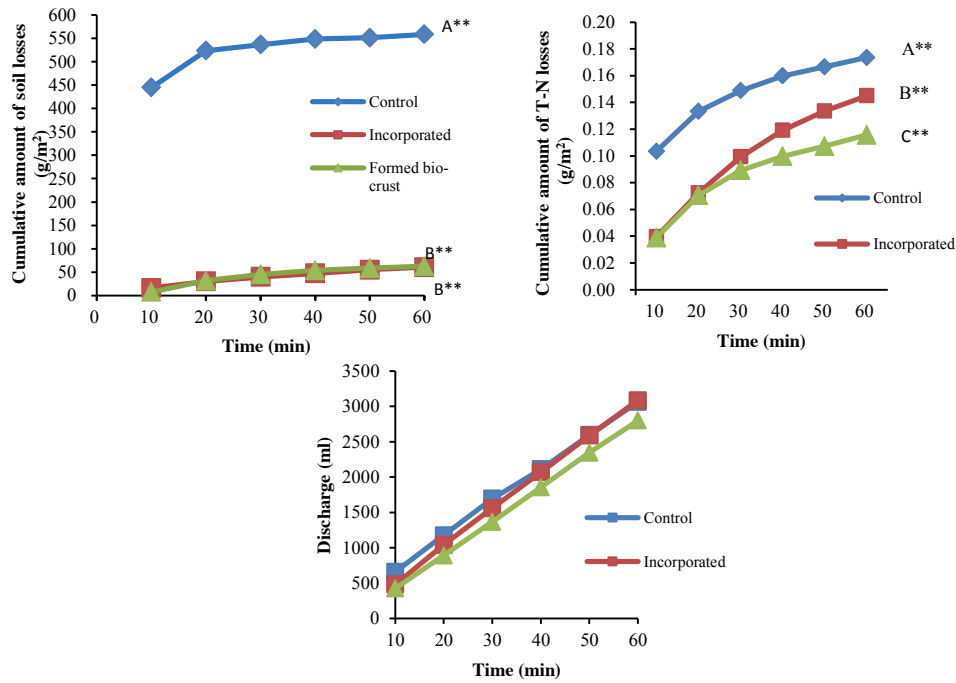 Cumulative amount of soil losses
(g/m²)
600
550
500
450
400
350
300
250
200
150
100
50
0
0 10 20 30 40 50 60
Time (min)
A**
Control
Incorporated
Formed bio-
crust
B**
B**
Cumulative amount of T-N losses
(g/m²)
0.20
0.18
0.16
0.14
0.12
0.10
0.08
0.06
0.04
0.02
0.00
10 20 30 40 50 60
Time (min)
A**
B**
C**
Control
Incorporated
Discharge (ml)
3500
3000
2500
2000
1500
1000
500
0
10 20 30 40 50 60
Time (min)
Control
Incorporated